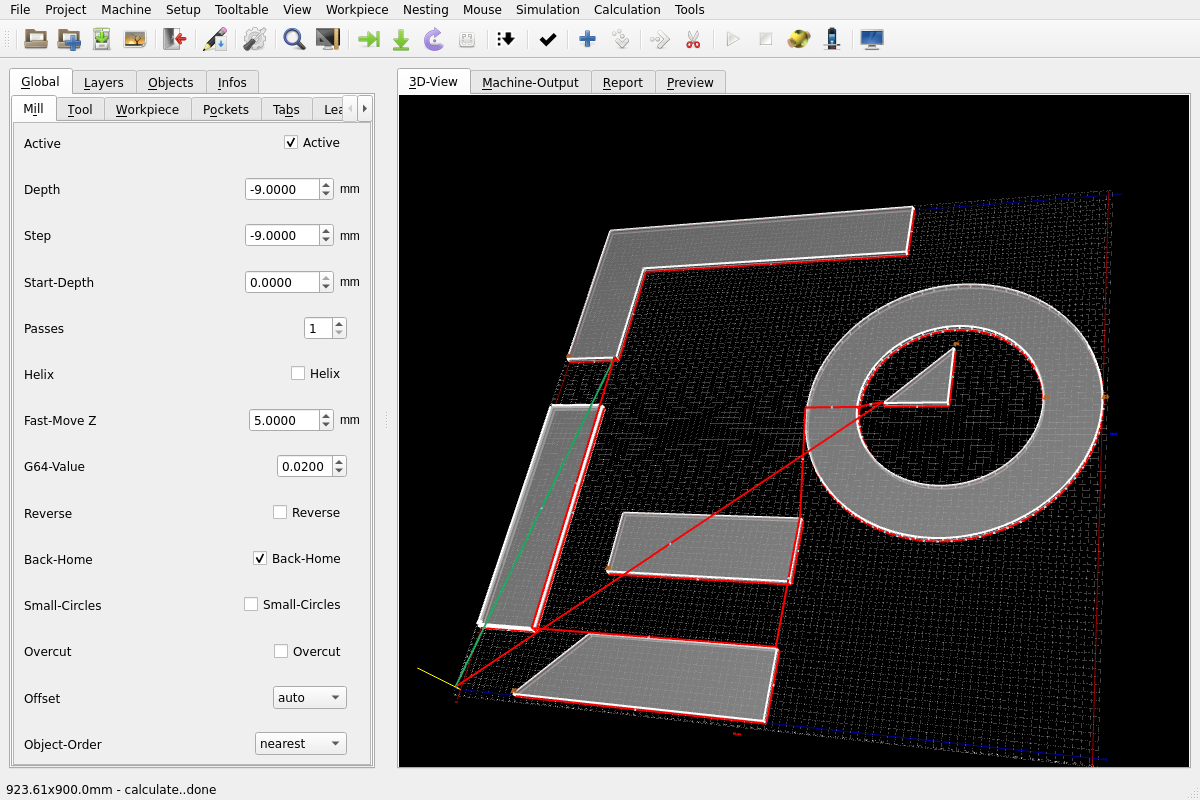 File Project Machine Setup Tooltable View Workpiece Nesting Mouse Simulation Calculation Tools
Global Layers Objects Infos
Mill Tool Workpiece Pockets Tabs Lea
Active Active
Depth -9.0000 mm
Step -9.0000 mm
Start-Depth 0.0000 mm
Passes 1
Helix Helix
Fast-Move Z 5.0000 mm
G64-Value 0.0200
Reverse Reverse
Back-Home Back-Home
Small-Circles Small-Circles
Overcut Overcut
Offset auto
Object-Order nearest
3D-View Machine-Output Report Preview
923.61x900.0mm - calculate..done